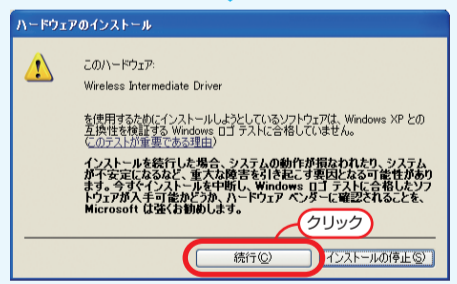 ハードウェアのインストール
このハードウェア:
Wireless Intermediate Driver
を使用するためにインストールしようとしているソフトウェアは、Windows XP との
互換性を検証する Windows ロゴ テストに合格していません。
(このテストが重要である理由)
インストールを続行した場合、システムの動作が損なわれたり、システム
が不安定になるなど、重大な障害を引き起こす要因となる可能性があり
ます。今すぐインストールを中断し、Windows ロゴ テストに合格したソフ
トウェアが入手可能かどうか、ハードウェア ベンダーに確認されることを、
Microsoft は強くお勧めします。
クリック
続行(C)
インストールの停止(S)